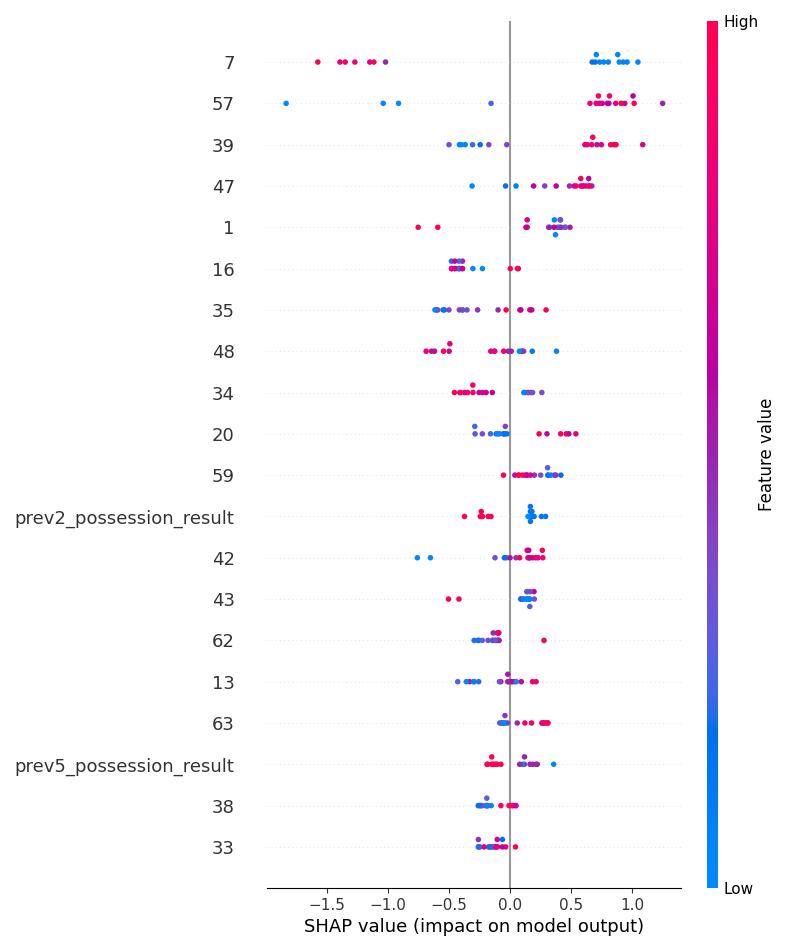 High
7
57
39
47
1
16
35
48
34
20
59
prev2_possession_result
42
43
62
13
63
prev5_possession_result
38
33
Low
Feature value
−1.5 −1.0 −0.5 0.0 0.5 1.0
SHAP value (impact on model output)